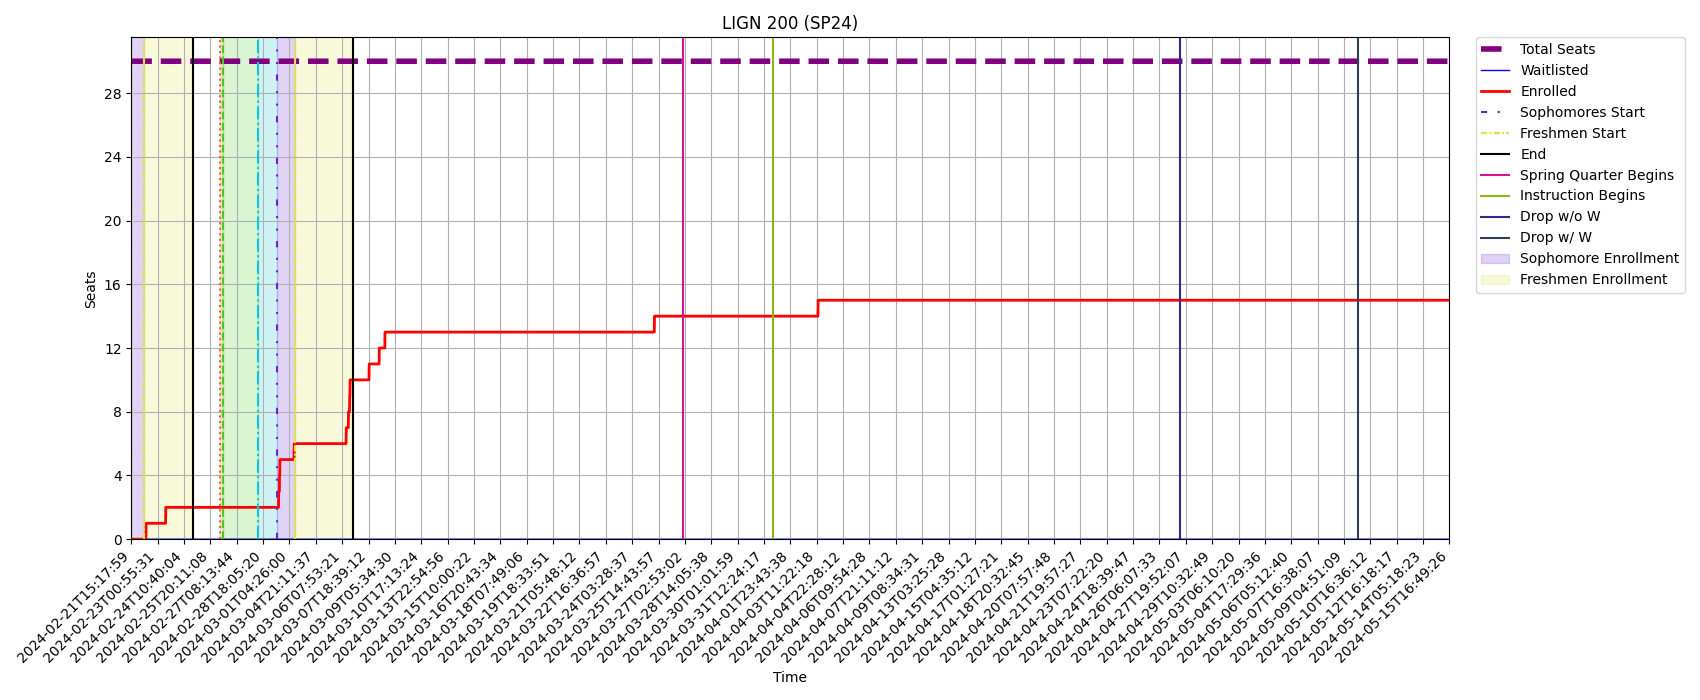 LIGN 200 (SP24)
Total Seats
Waitlisted
Enrolled
Sophomores Start
Freshmen Start
End
Spring Quarter Begins
Instruction Begins
Drop w/o W
Drop w/ W
Sophomore Enrollment
Freshmen Enrollment
Seats
28
24
20
16
12
8
4
0
2024-02-21T15:17:59
2024-02-23T00:55:31
2024-02-24T10:40:04
2024-02-25T20:11:08
2024-02-27T08:13:44
2024-02-28T18:05:20
2024-03-01T04:26:00
2024-03-04T21:11:37
2024-03-06T07:53:21
2024-03-07T18:39:12
2024-03-09T05:34:30
2024-03-10T17:13:24
2024-03-13T22:54:56
2024-03-15T10:00:22
2024-03-16T20:43:34
2024-03-18T07:49:06
2024-03-19T18:33:51
2024-03-21T05:48:12
2024-03-22T16:36:57
2024-03-24T03:28:37
2024-03-25T14:43:57
2024-03-27T02:53:02
2024-03-28T14:05:38
2024-03-30T01:01:59
2024-03-31T12:24:17
2024-04-01T23:43:38
2024-04-03T11:22:18
2024-04-04T22:28:12
2024-04-06T09:54:28
2024-04-07T21:11:12
2024-04-09T08:34:31
2024-04-13T03:25:28
2024-04-15T04:35:12
2024-04-17T01:27:21
2024-04-18T20:32:45
2024-04-20T07:57:48
2024-04-21T19:57:27
2024-04-23T07:22:20
2024-04-24T18:39:47
2024-04-26T06:07:33
2024-04-27T19:52:07
2024-04-29T10:32:49
2024-05-03T06:10:20
2024-05-04T17:29:36
2024-05-06T05:12:40
2024-05-07T16:38:07
2024-05-09T04:51:09
2024-05-10T16:36:12
2024-05-12T16:18:17
2024-05-14T05:18:23
2024-05-15T16:49:26
Time